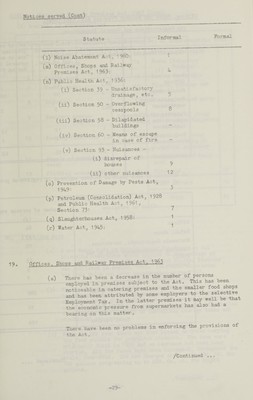 Notices served (Cont)
Statute Informal Formal
(l) Noise Abatement Act, 1960: 1
(m) Offices, Shops and Railway
Premises Act, 1963: 4
(n) Public Health Act, 1936:
(i) Section 39 - Unsatisfactory
drainage, etc. 5
(ii) Section 50 - Overflowing
cesspools 8
(iii) Section 58 - Dilapidated
buildings -
(iv) Section 60 - Means of escape
in case of fire -
(v) Section 93 - Nuisances -
(i) disrepair of
houses 9
(ii) other nuisances 12
(o) Prevention of Damage by Pests Act,
1949:
(p) Petroleum (Consolidation) Act, 1928
and Public Health Act, 1961,
Section 73: 7
(q) Slaughterhouses Act, 1958: 1
(r) Water Act, 1945: 1
19. Offices, Shops and Railway Premises Act, 1963
(a) There has been a decrease in the number of persons
employed in premises subject to the Act. This has been
noticeable in catering premises and the smaller food shops
and has been attributed by some employers to the Selective
Employment Tax. In the latter premises it may well be that
the economic pressure from supermarkets has also had a
bearing on this matter.
There have been no problems in enforcing the provisions of
the Act.
/Continued ...